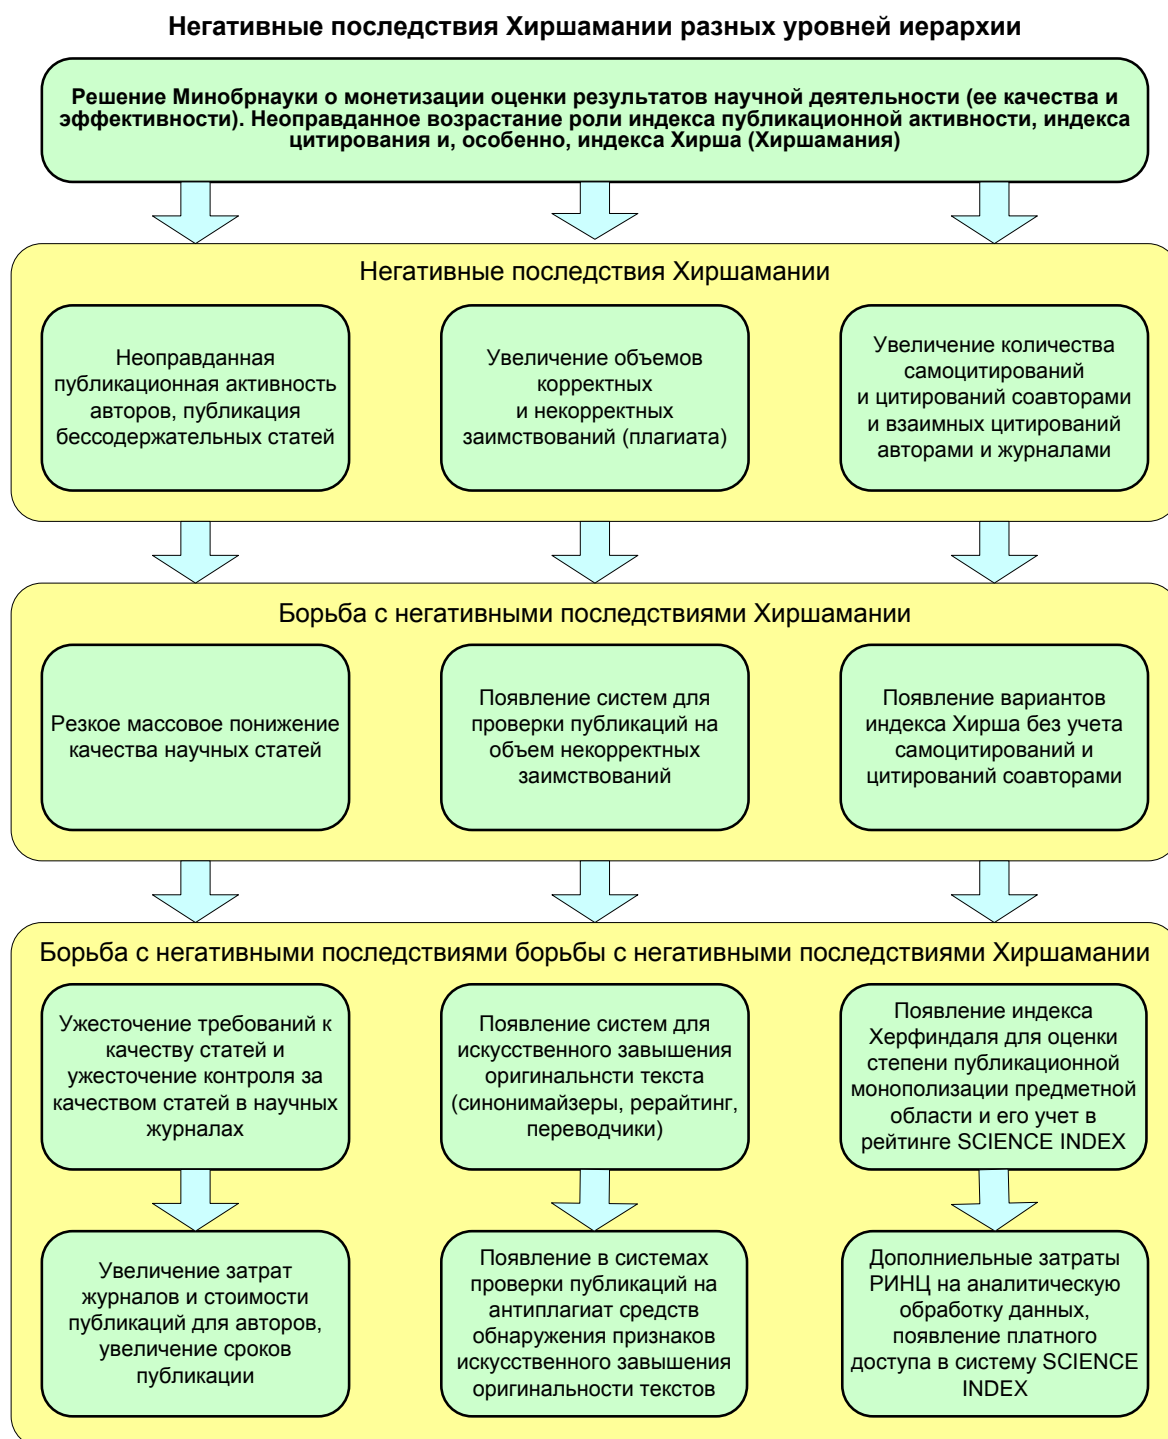 Негативные последствия Хиршамании разных уровней иерархии
Решение Минобрнауки о монетизации оценки результатов научной деятельности (ее качества и
эффективности). Неоправданное возрастание роли индекса публикационной активности, индекса
цитирования и, особенно, индекса Хирша (Хиршамания)
Негативные последствия Хиршамании
Неоправданная
публикационная активность
авторов, публикация
бессодержательных статей
Увеличение объемов
корректных
и некорректных
заимствований (плагиата)
Увеличение количества
самоцитирований
и цитирований соавторами
и взаимных цитирований
авторами и журналами
Борьба с негативными последствиями Хиршамании
Резкое массовое понижение
качества научных статей
Появление систем для
проверки публикаций на
объем некорректных
заимствований
Появление вариантов
индекса Хирша без учета
самоцитирований и
цитирований соавторами
Борьба с негативными последствиями борьбы с негативными последствиями Хиршамании
Ужесточение требований к
качеству статей и
ужесточение контроля за
качеством статей в научных
журналах
Появление систем для
искусственного завышения
оригинальнсти текста
(синонимайзеры, рерайтинг,
переводчики)
Появление индекса
Херфиндаля для оценки
степени публикационной
монополизации предметной
области и его учет в
рейтинге SCIENCE INDEX
Увеличение затрат
журналов и стоимости
публикаций для авторов,
увеличение сроков
публикации
Появление в системах
проверки публикаций на
антиплагиат средств
обнаружения признаков
искусственного завышения
оригинальности текстов
Дополниельные затраты
РИНЦ на аналитическую
обработку данных,
появление платного
доступа в систему SCIENCE
INDEX